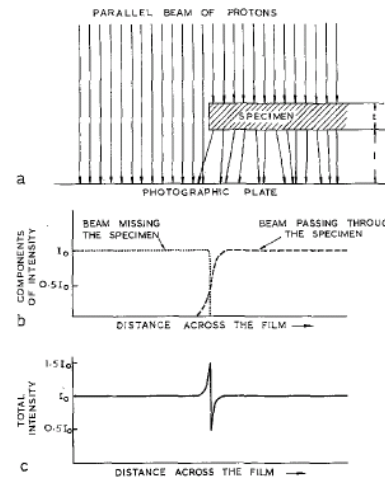 PARALLEL BEAM OF PROTONS
SPECIMEN
a
PHOTOGRAPHIC PLATE
BEAM MISSING
THE SPECIMEN
BEAM PASSING THROUGH
THE SPECIMEN
COMPONENTS
OF INTENSITY
I₀
0·5I₀
b
DISTANCE ACROSS THE FILM
TOTAL
INTENSITY
1·5I₀
I₀
0·5I₀
c
DISTANCE ACROSS THE FILM